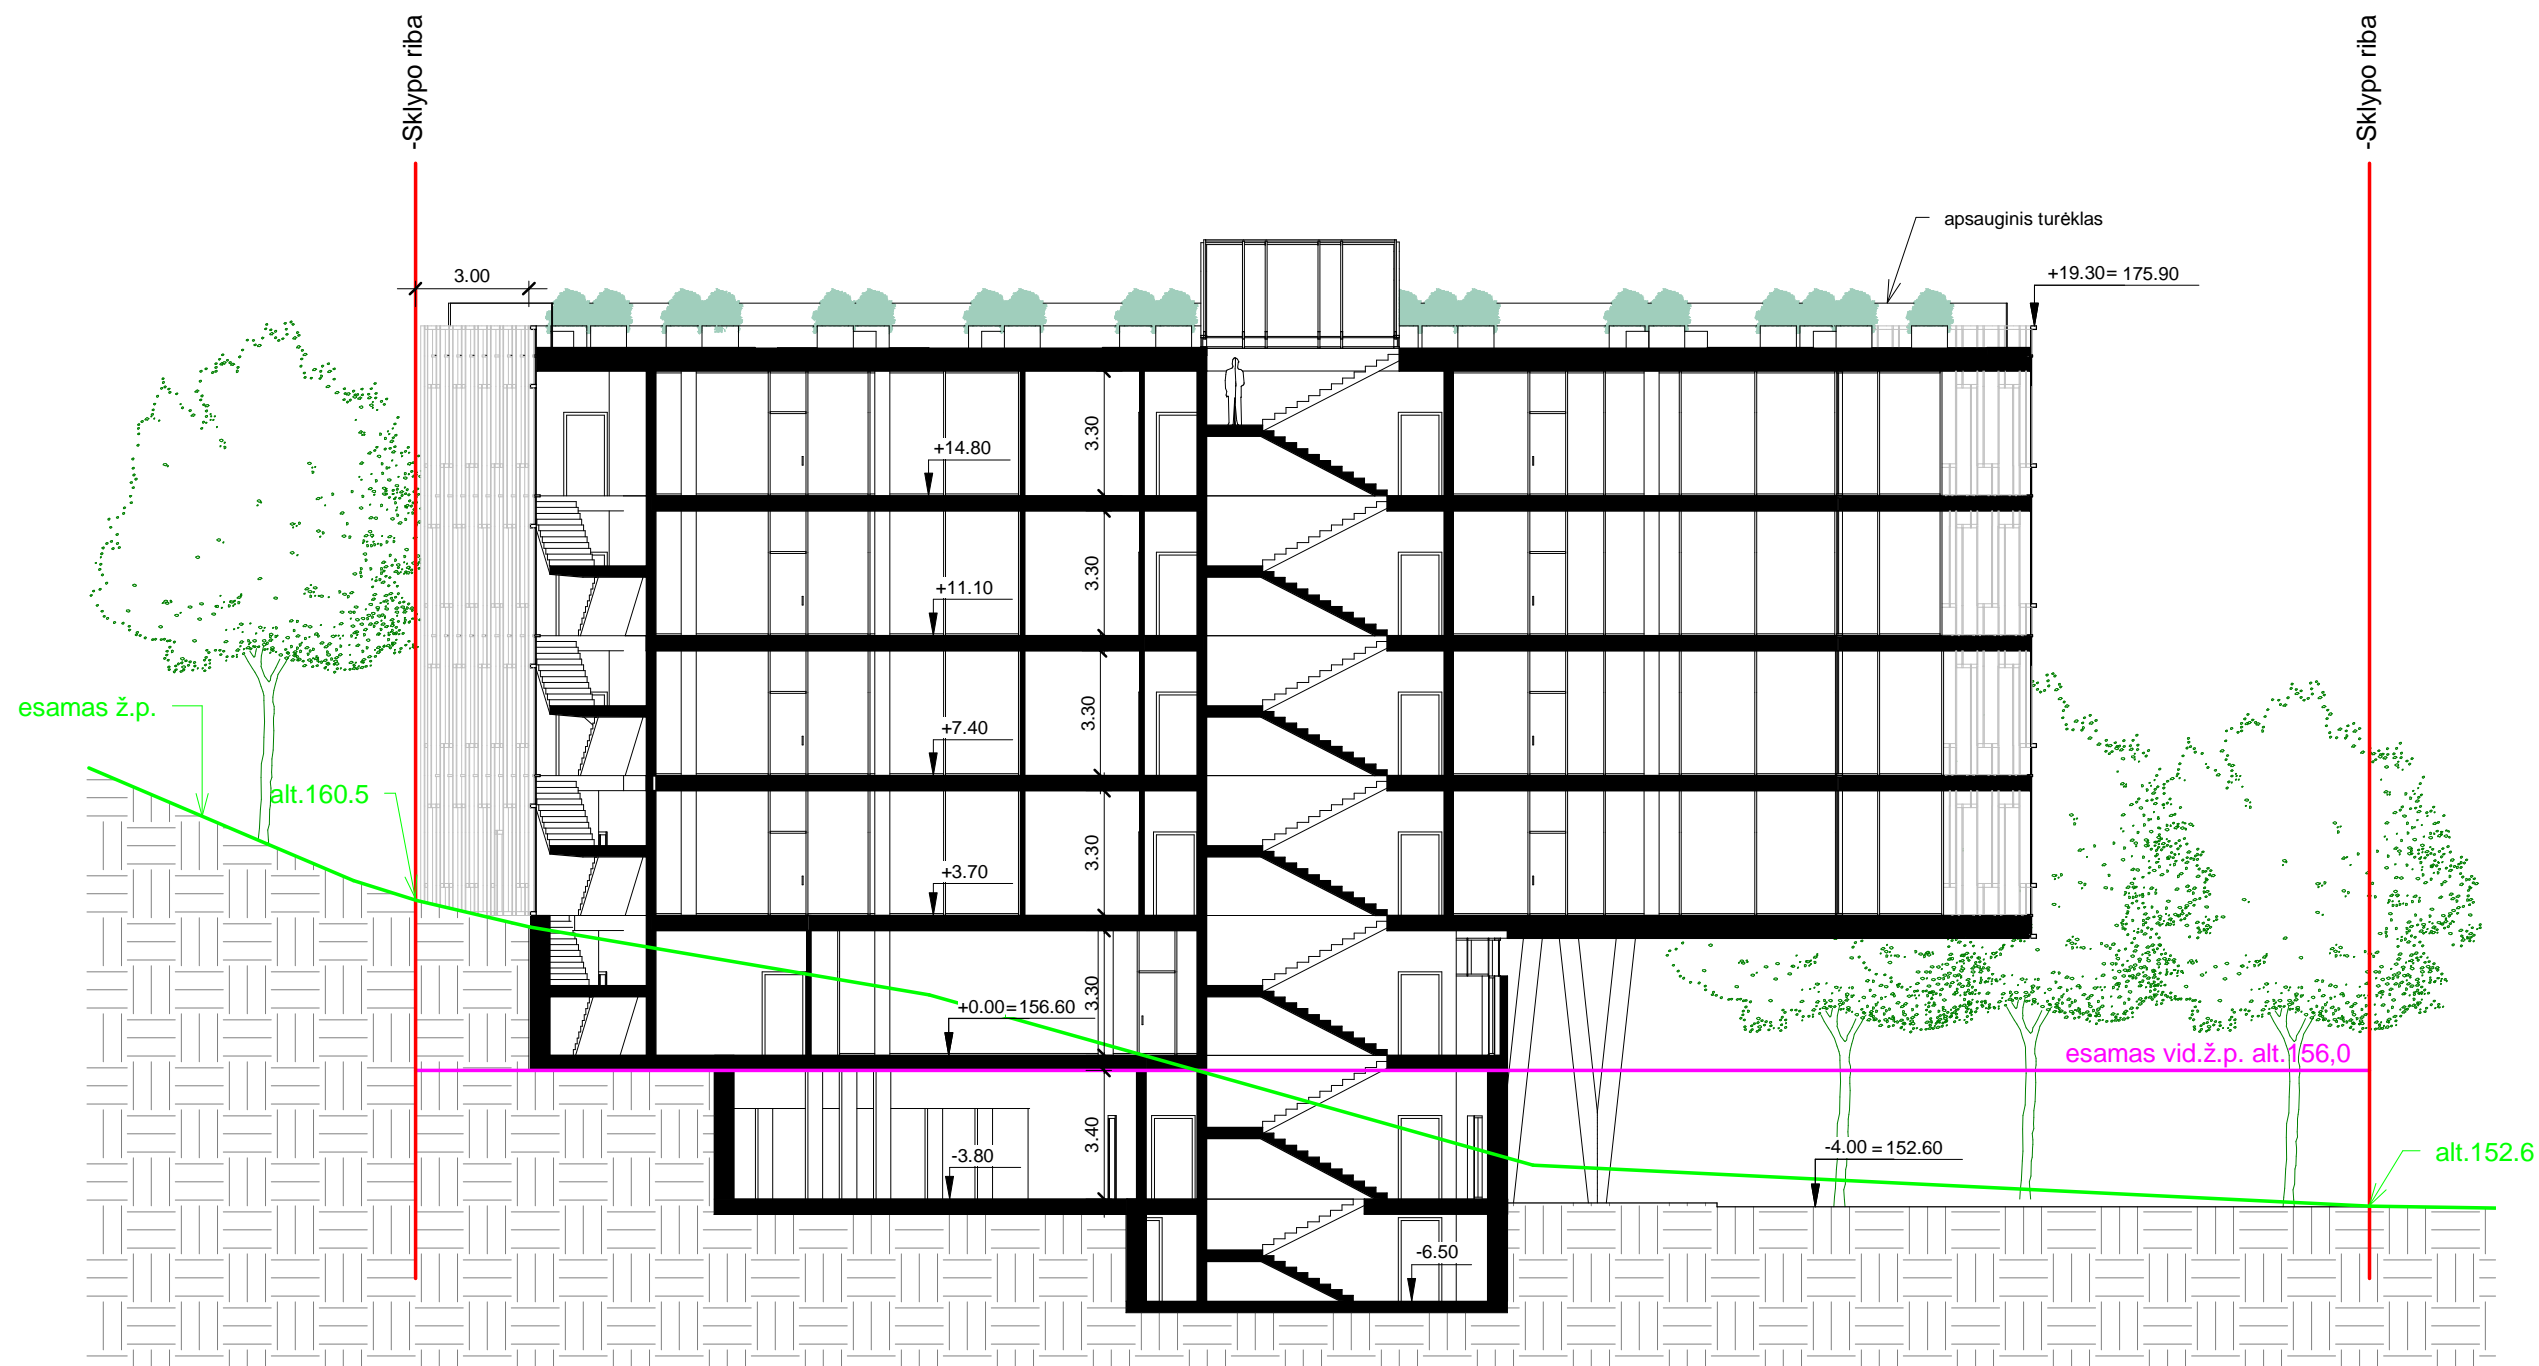 -Sklypo riba
-Sklypo riba
apsauginis turėklas
3.00
+19.30= 175.90
+14.80
3.30
+11.10
3.30
esamas ž.p.
+7.40
3.30
alt.160.5
+3.70
3.30
+0.00=156.60
3.30
esamas vid.ž.p. alt.156,0
3.40
-3.80
-4.00 = 152.60
alt.152.6
-6.50